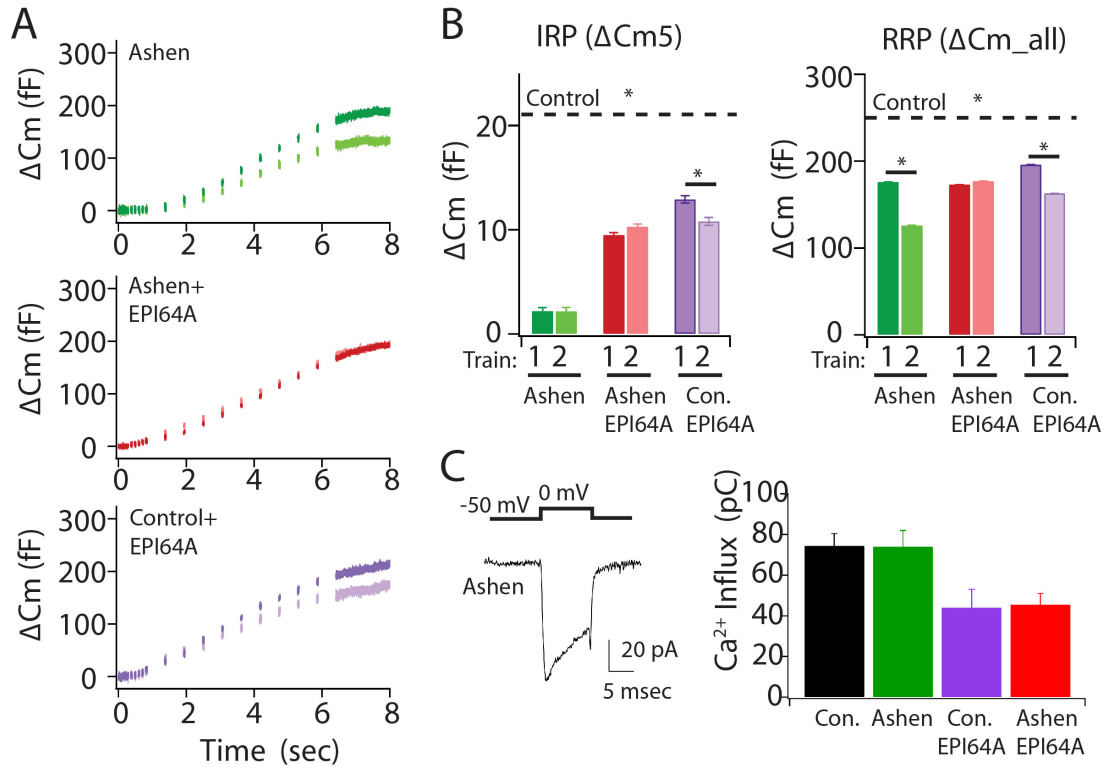 A
Ashen
300
200
100
0
ΔCm (fF)
0 2 4 6 8
Ashen+
EPI64A
300
200
100
0
ΔCm (fF)
0 2 4 6 8
Control+
EPI64A
300
200
100
0
ΔCm (fF)
0 2 4 6 8
Time (sec)
B
IRP (ΔCm5)
Control *
20
10
0
ΔCm (fF)
*
Train: 1 2 1 2 1 2
Ashen Ashen Con.
EPI64A EPI64A
RRP (ΔCm_all)
300
200
100
0
ΔCm (fF)
Control *
* *
1 2 1 2 1 2
Ashen Ashen Con.
EPI64A EPI64A
C
-50 mV 0 mV
Ashen
20 pA
5 msec
100
80
60
40
20
0
Ca²⁺ Influx (pC)
Con. Ashen Con. Ashen
EPI64A EPI64A